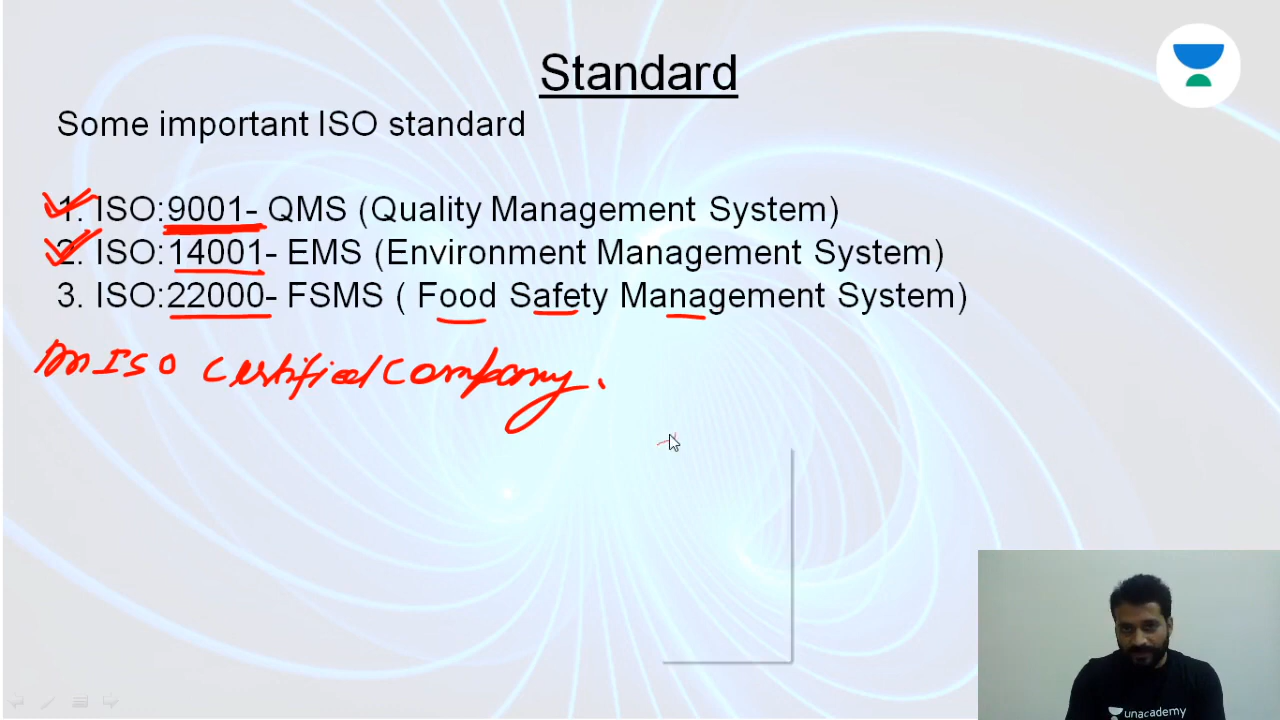 Standard
Some important ISO standard
1. ISO:9001- QMS (Quality Management System)
2. ISO:14001- EMS (Environment Management System)
3. ISO:22000- FSMS ( Food Safety Management System)
An ISO Certified Company.
unacademy